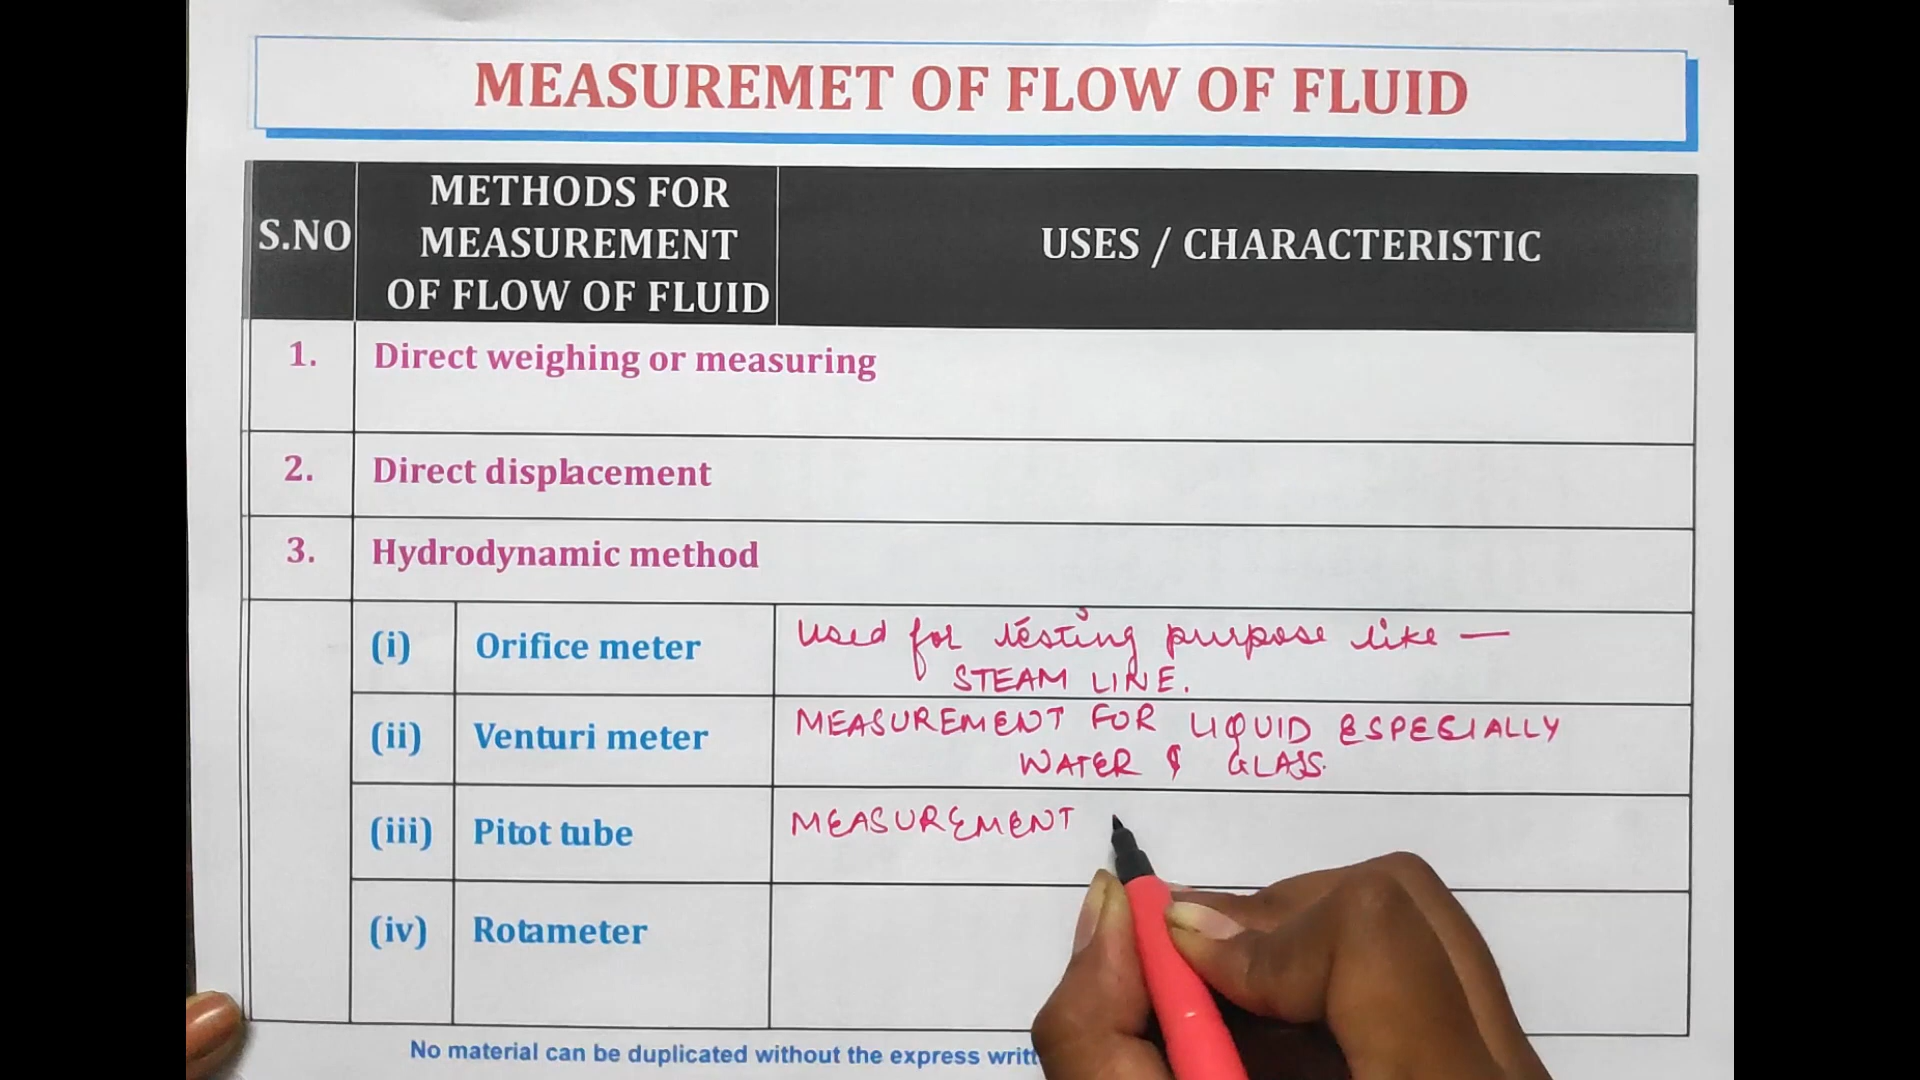 MEASUREMET OF FLOW OF FLUID
S.NO
METHODS FOR
MEASUREMENT
OF FLOW OF FLUID
USES / CHARACTERISTIC
1. Direct weighing or measuring
2. Direct displacement
3. Hydrodynamic method
(i) Orifice meter
Used for testing purpose like —
STEAM LINE.
(ii) Venturi meter
MEASUREMENT FOR LIQUID ESPECIALLY
WATER & GLASS.
(iii) Pitot tube
MEASUREMENT
(iv) Rotameter
No material can be duplicated without the express writt